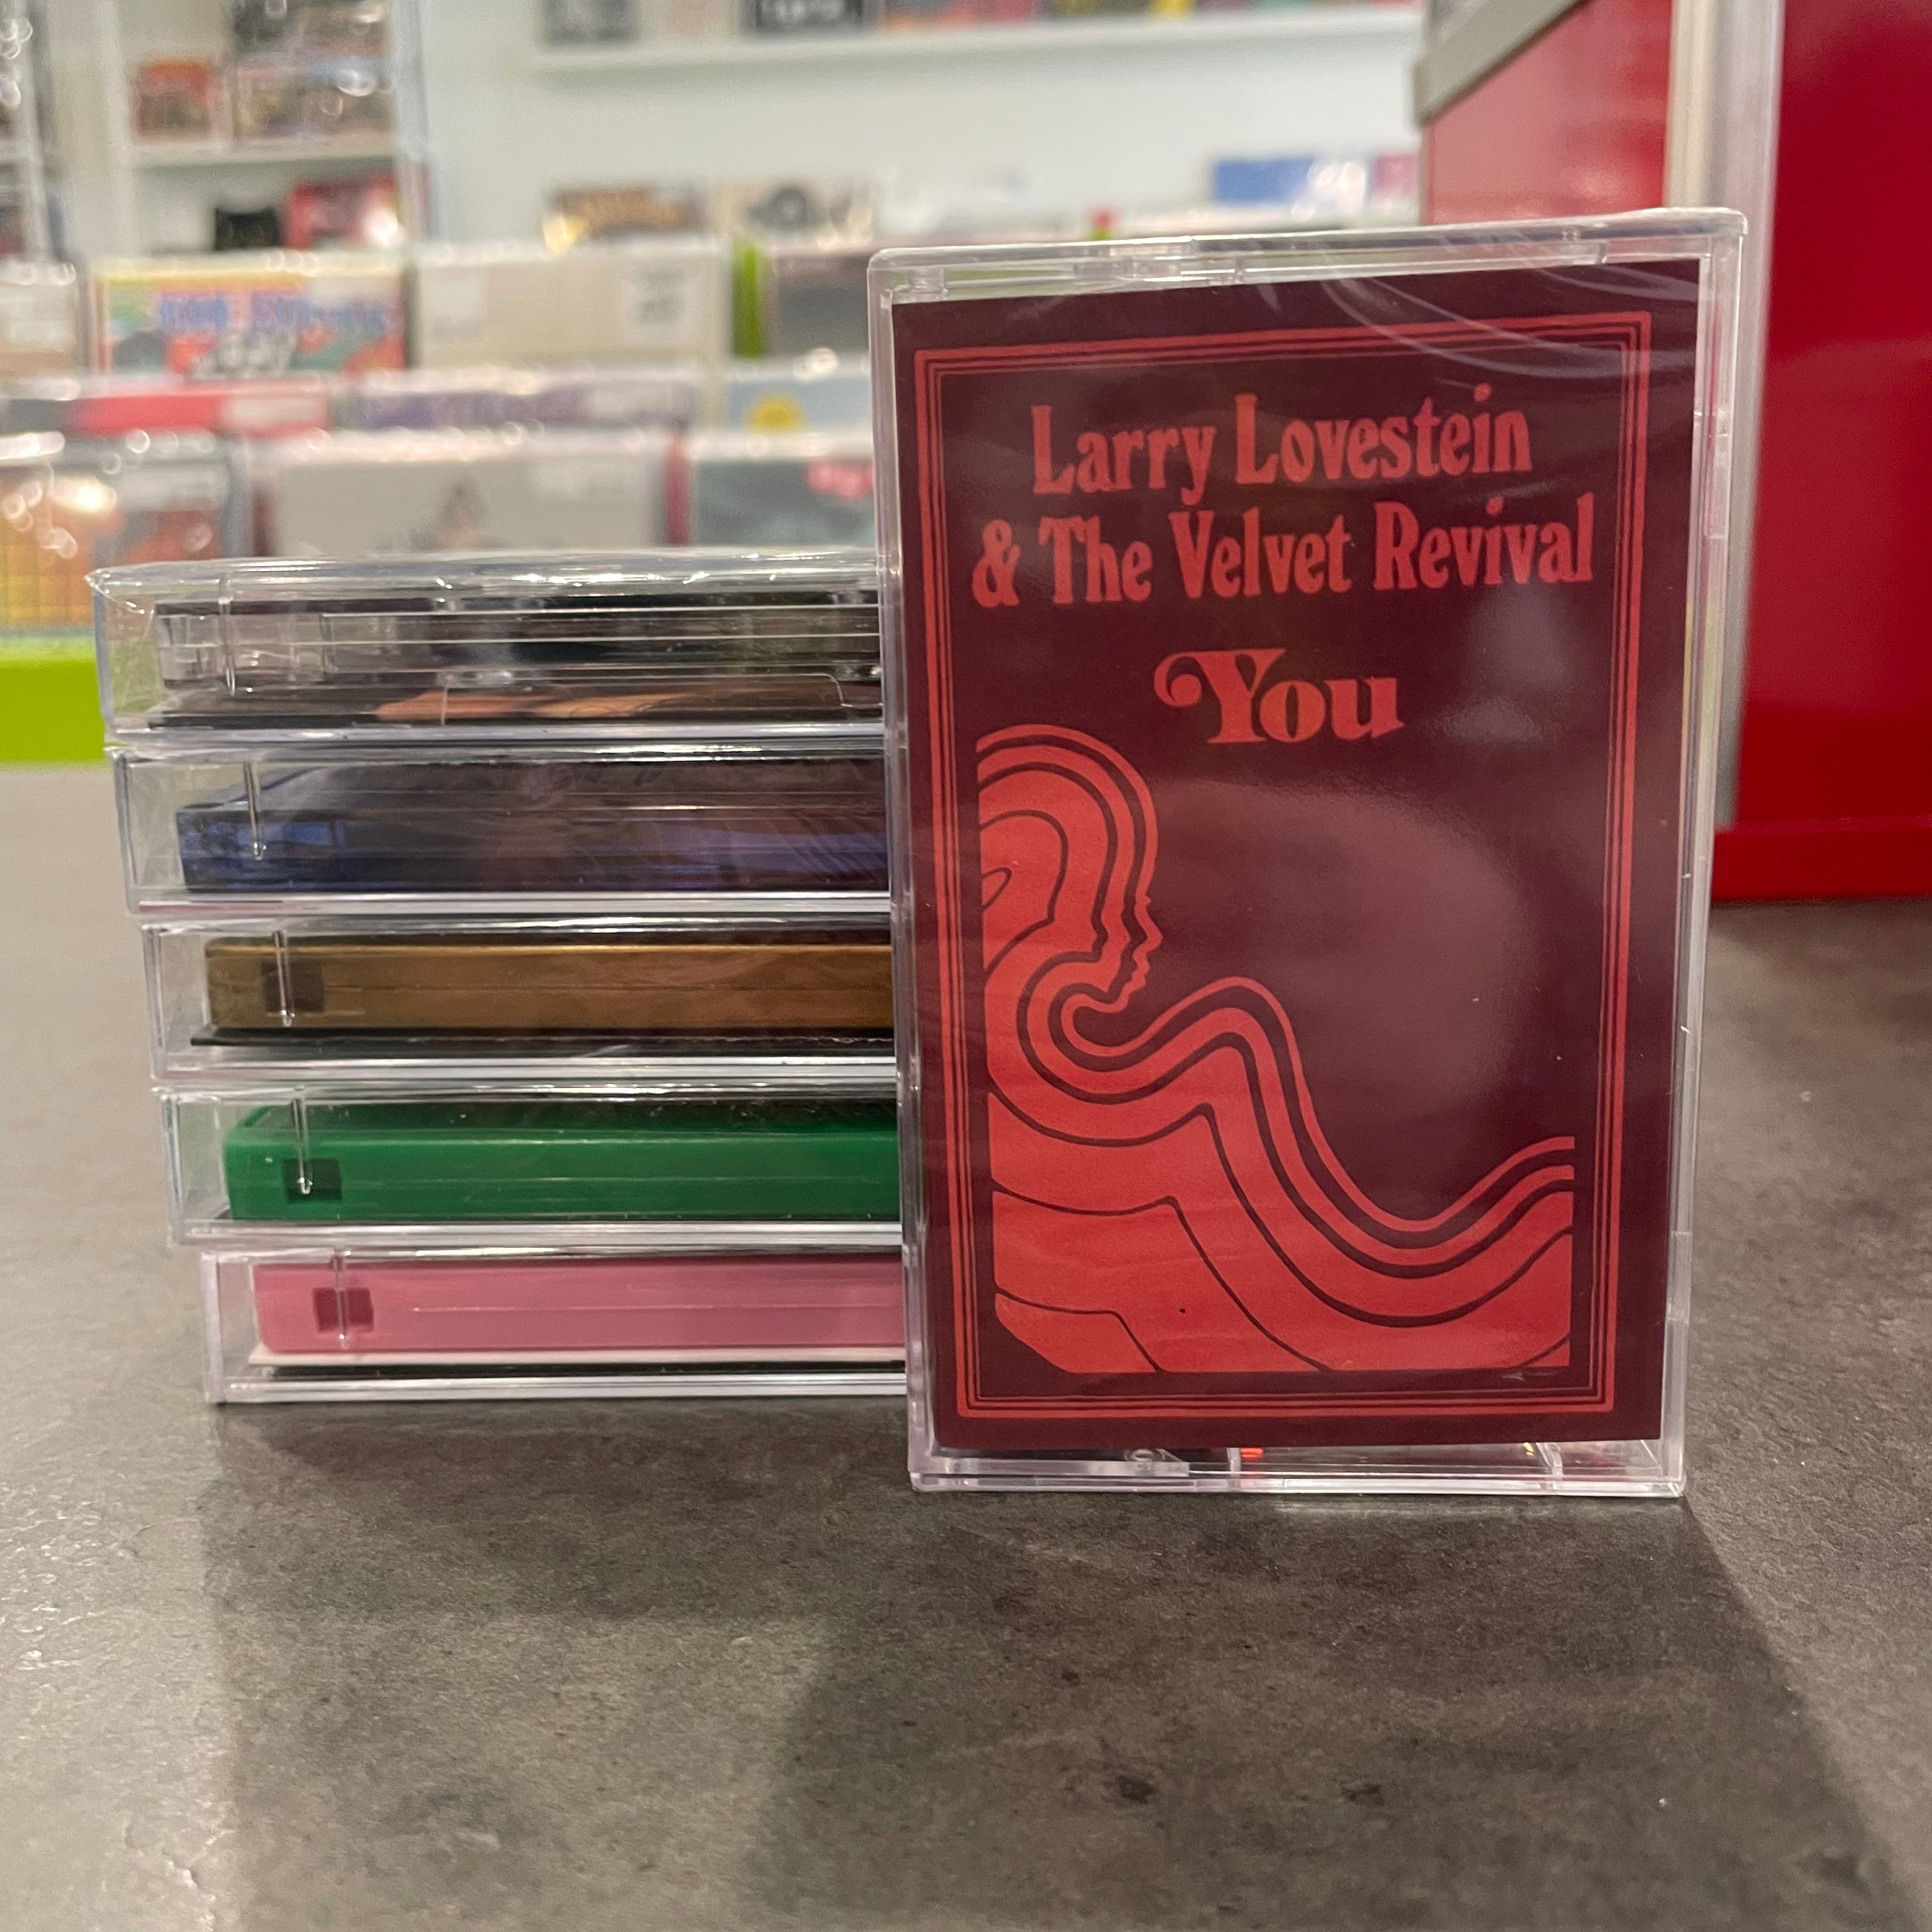 Larry Lovestein
& The Velvet Revival
You